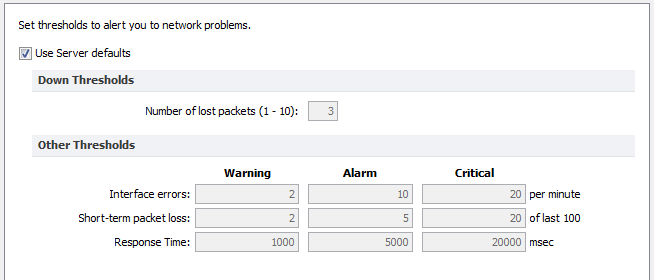 Set thresholds to alert you to network problems.
Use Server defaults
Down Thresholds
Number of lost packets (1 - 10): 3
Other Thresholds
Warning Alarm Critical
Interface errors: 2 10 20 per minute
Short-term packet loss: 2 5 20 of last 100
Response Time: 1000 5000 20000 msec